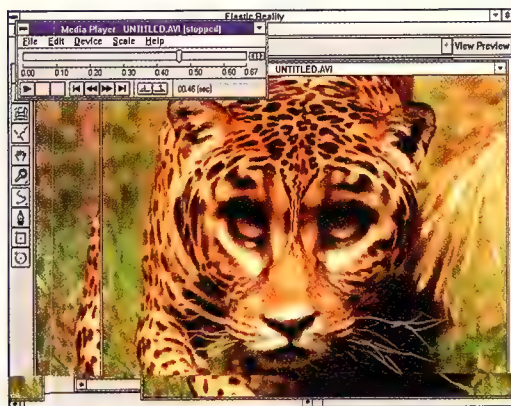 Elastic Reality
Media Player - UNTITLED.AVI [stopped]
File Edit Device Scale Help
0.00 0.10 0.20 0.30 0.40 0.50 0.60 0.67
00.46 (sec)
View Preview
UNTITLED.AVI